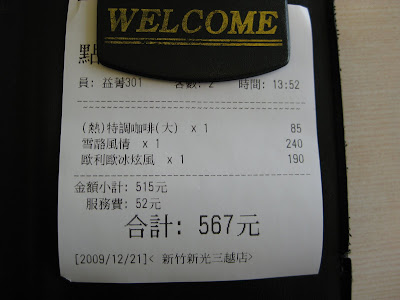 WELCOME
點
員: 益菁301 客數: 2 時間: 13:52
(熱)特調咖啡(大) x 1 85
雪酪風情 x 1 240
歐利歐冰炫風 x 1 190
金額小計: 515元
服務費: 52元
合計: 567元
[2009/12/21]< 新竹新光三越店>